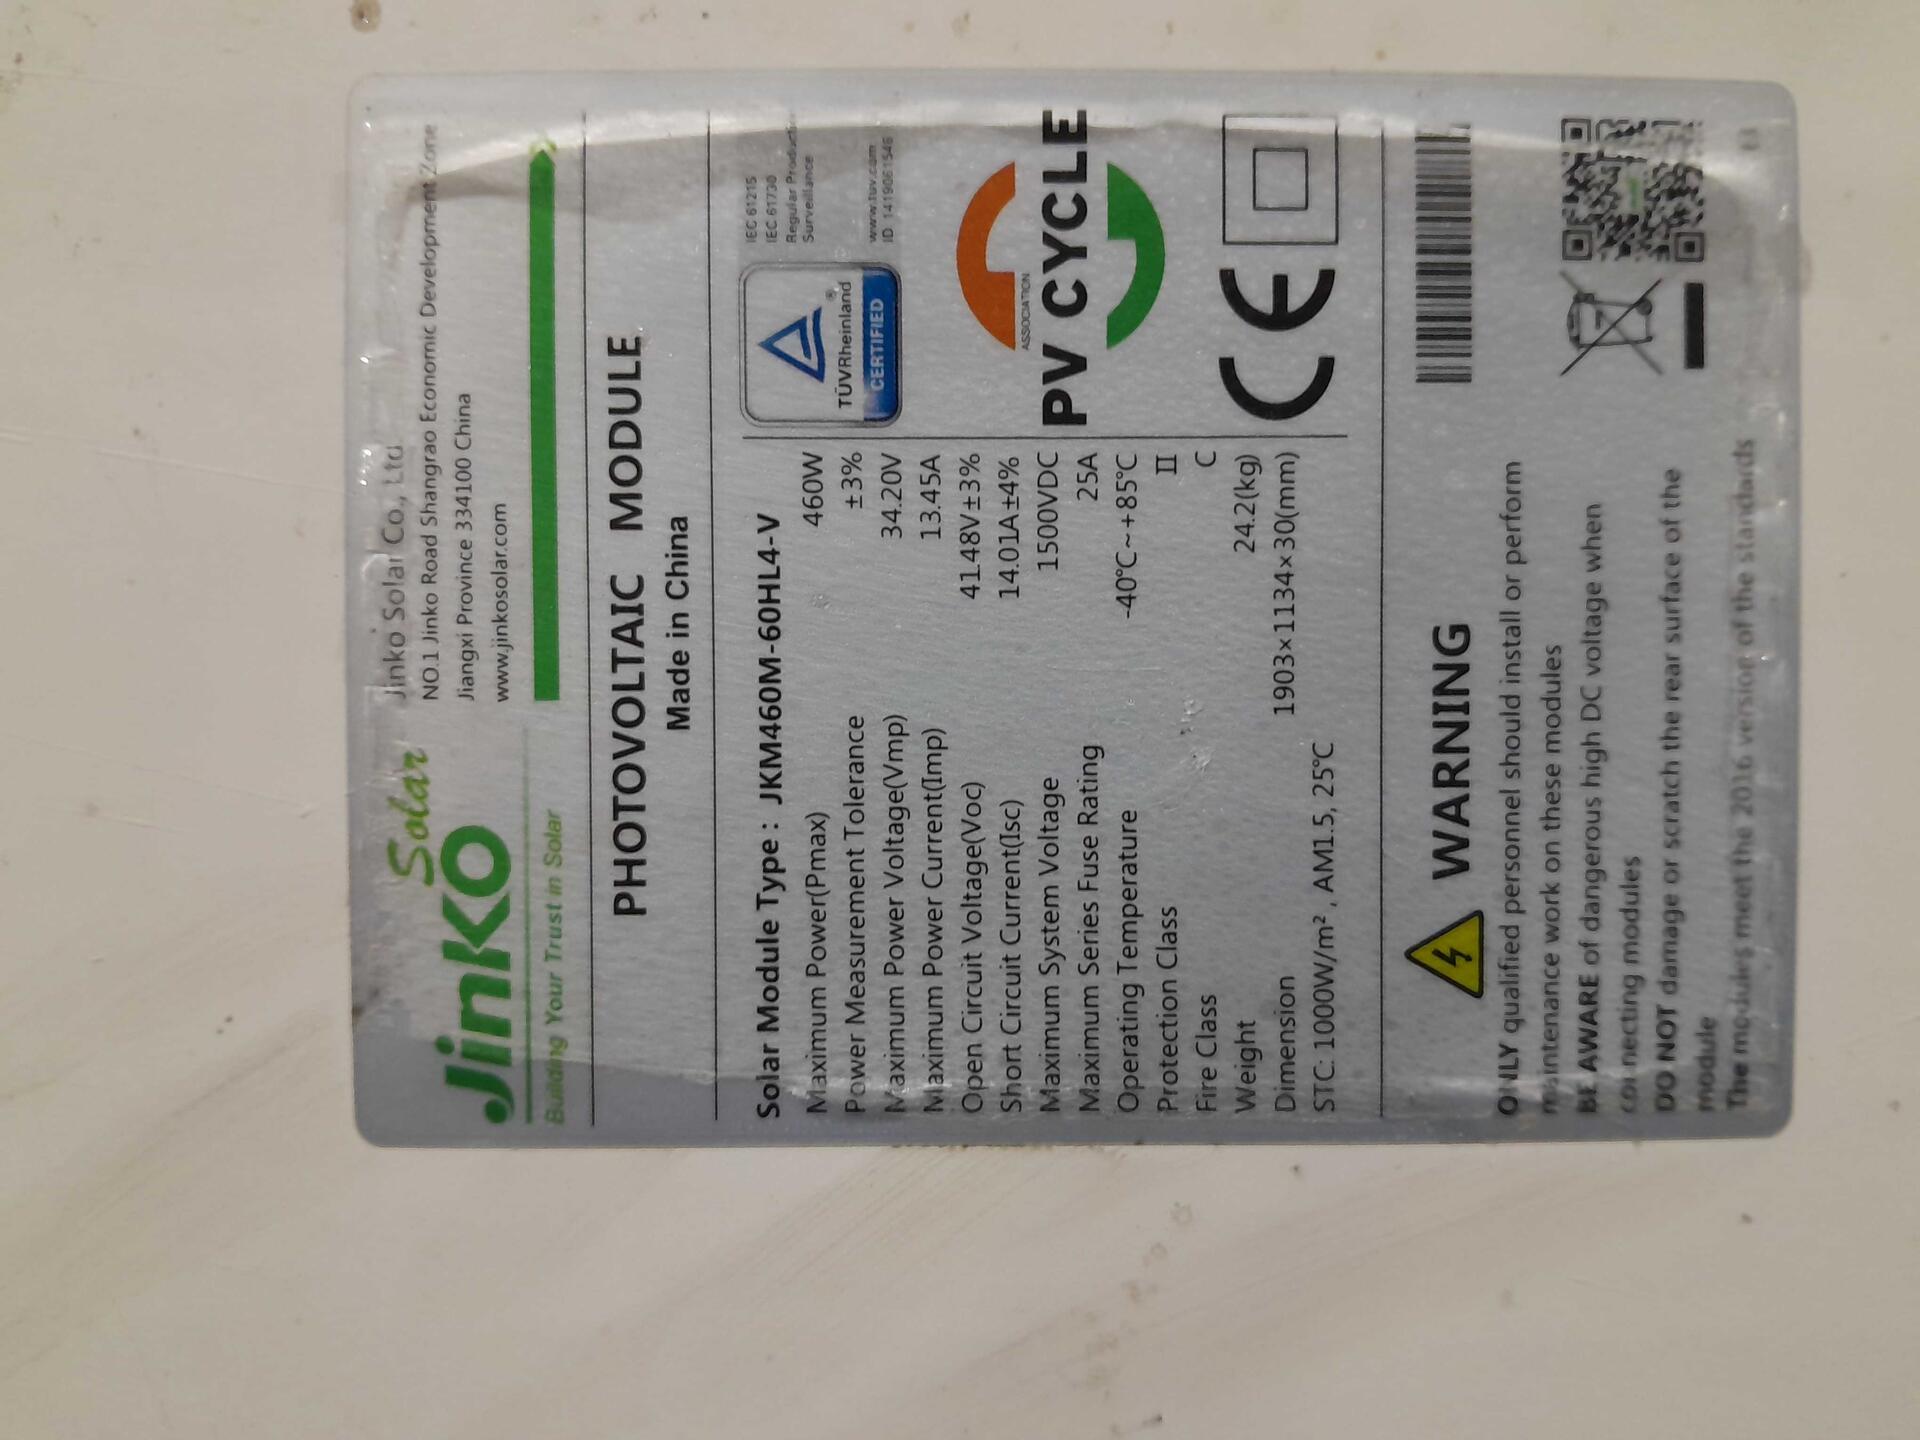 Jinko Solar
Building Your Trust in Solar
Jinko Solar Co., Ltd
NO.1 Jinko Road Shangrao Economic Development Zone
Jiangxi Province 334100 China
www.jinkosolar.com
PHOTOVOLTAIC MODULE
Made in China
Solar Module Type : JKM460M-60HL4-V
Maximum Power(Pmax) 460W
Power Measurement Tolerance ±3%
Maximum Power Voltage(Vmp) 34.20V
Maximum Power Current(Imp) 13.45A
Open Circuit Voltage(Voc) 41.48V±3%
Short Circuit Current(Isc) 14.01A±4%
Maximum System Voltage 1500VDC
Maximum Series Fuse Rating 25A
Operating Temperature -40℃~+85℃
Protection Class II
Fire Class C
Weight 24.2(kg)
Dimension 1903×1134×30(mm)
STC: 1000W/m², AM1.5, 25℃
TÜVRheinland®
CERTIFIED
IEC 61215
IEC 61730
Regular Production
Surveillance
www.tuv.com
ID 1419061546
ASSOCIATION
PV CYCLE
CE
WARNING
ONLY qualified personnel should install or perform
maintenance work on these modules
BE AWARE of dangerous high DC voltage when
connecting modules
DO NOT damage or scratch the rear surface of the
module
The modules meet the 2016 version of the standards